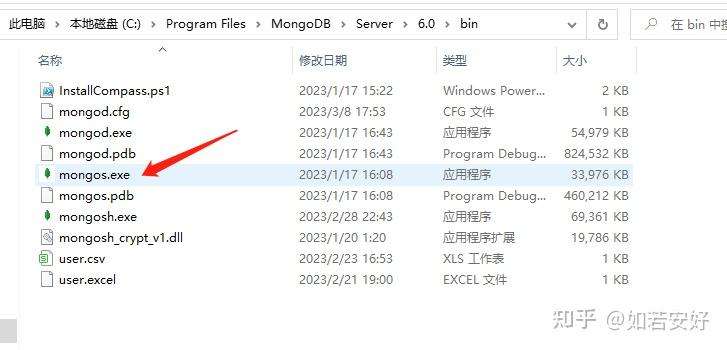 此电脑 > 本地磁盘 (C:) > Program Files > MongoDB > Server > 6.0 > bin 在 bin 中搜
名称 修改日期 类型 大小
InstallCompass.ps1 2023/1/17 15:22 Windows Power... 2 KB
mongod.cfg 2023/3/8 17:53 CFG 文件 1 KB
mongod.exe 2023/1/17 16:43 应用程序 54,979 KB
mongod.pdb 2023/1/17 16:43 Program Debug... 824,532 KB
mongos.exe 2023/1/17 16:08 应用程序 33,976 KB
mongos.pdb 2023/1/17 16:08 Program Debug... 460,212 KB
mongosh.exe 2023/2/28 22:43 应用程序 69,361 KB
mongosh_crypt_v1.dll 2023/1/20 1:20 应用程序扩展 19,786 KB
user.csv 2023/2/23 16:53 XLS 工作表 1 KB
user.excel 2023/2/21 19:00 EXCEL 文件 1 KB
知乎 @如若安好